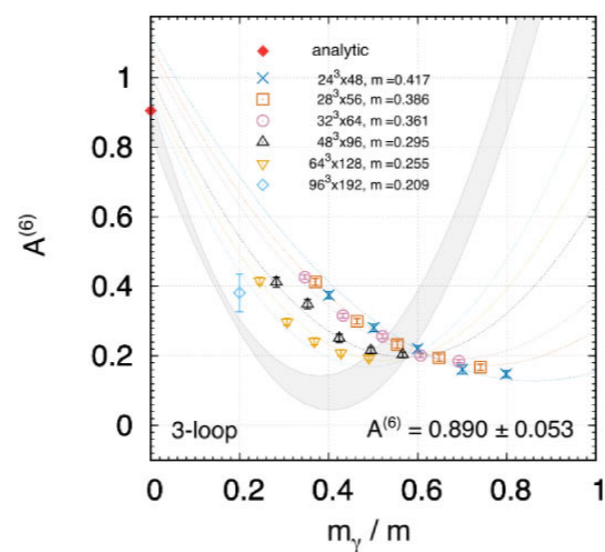 analytic
24³x48, m=0.417
28³x56, m=0.386
32³x64, m=0.361
48³x96, m=0.295
64³x128, m=0.255
96³x192, m=0.209
A⁽⁶⁾
1
0.8
0.6
0.4
0.2
0
3-loop
A⁽⁶⁾ = 0.890 ± 0.053
0 0.2 0.4 0.6 0.8 1
mᵧ / m